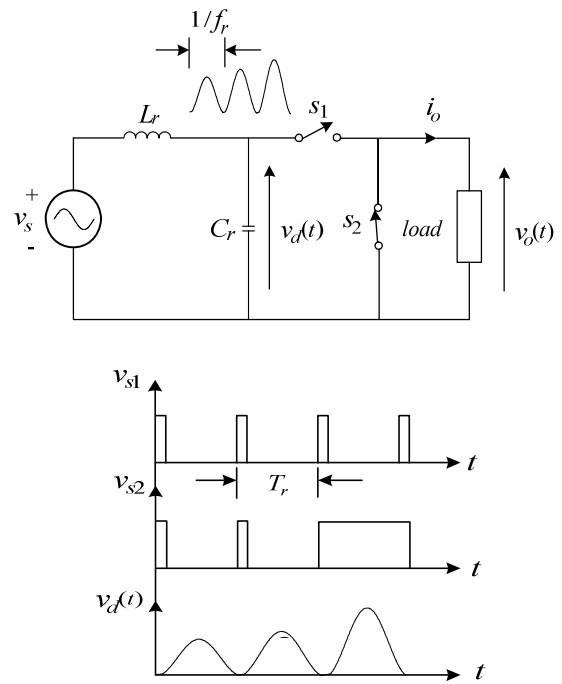 1/f_r
L_r
s_1
i_o
+
v_s
-
C_r
v_d(t)
s_2
load
v_o(t)
v_s1
t
T_r
v_s2
t
v_d(t)
t